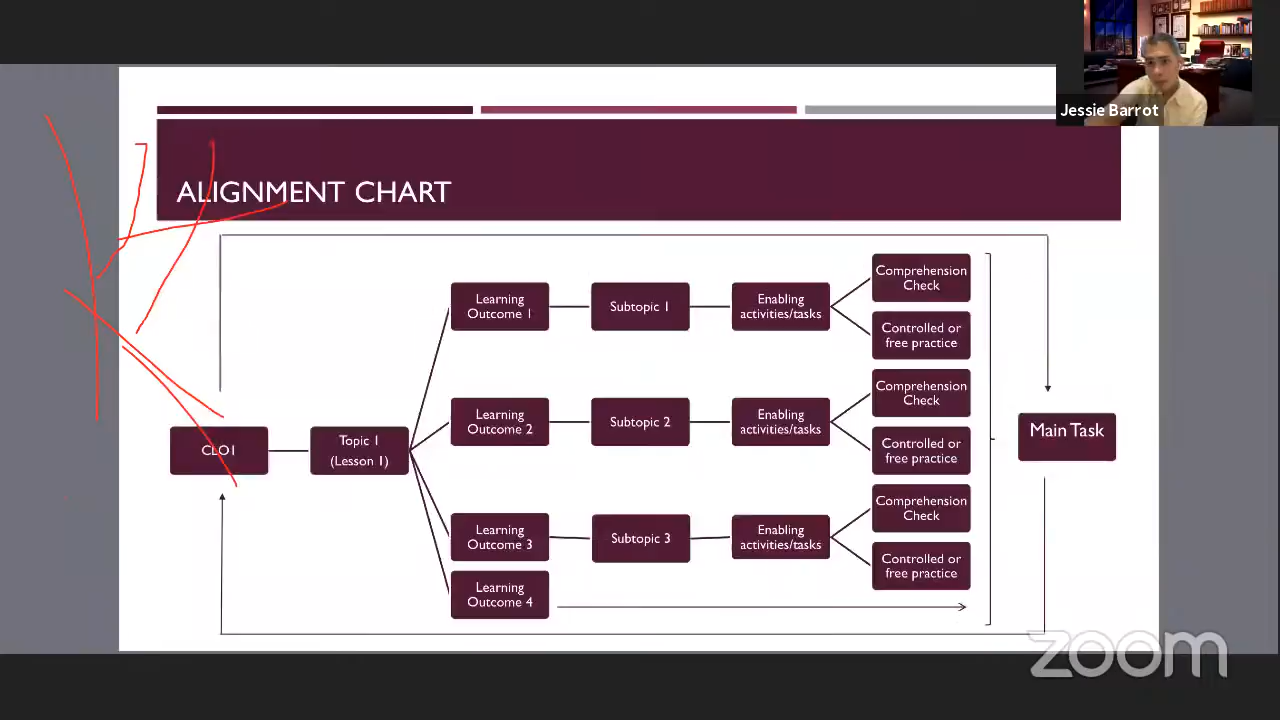 Jessie Barrot
ALIGNMENT CHART
CLO1
Topic 1
(Lesson 1)
Learning
Outcome 1
Subtopic 1
Enabling
activities/tasks
Comprehension
Check
Controlled or
free practice
Learning
Outcome 2
Subtopic 2
Enabling
activities/tasks
Comprehension
Check
Controlled or
free practice
Learning
Outcome 3
Subtopic 3
Enabling
activities/tasks
Comprehension
Check
Controlled or
free practice
Learning
Outcome 4
Main Task
zoom